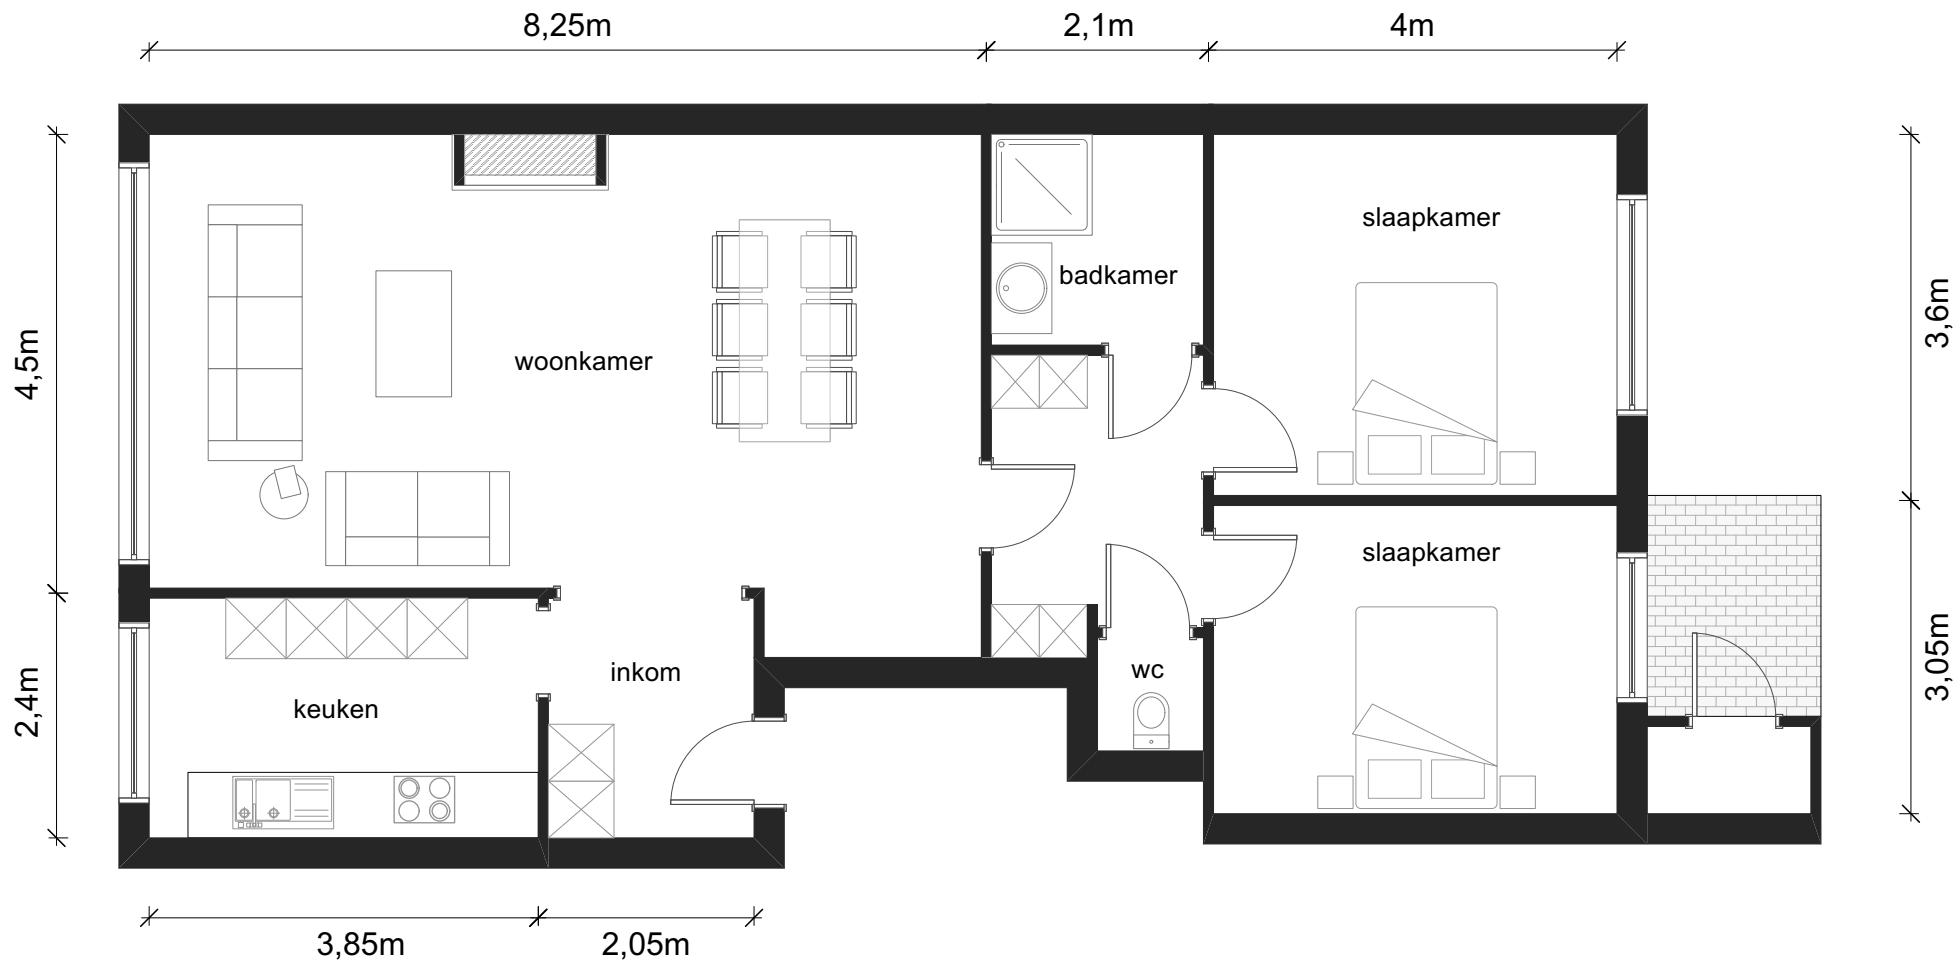 8,25m
2,1m
4m
slaapkamer
badkamer
3,6m
4,5m
woonkamer
slaapkamer
inkom
wc
3,05m
2,4m
keuken
3,85m
2,05m